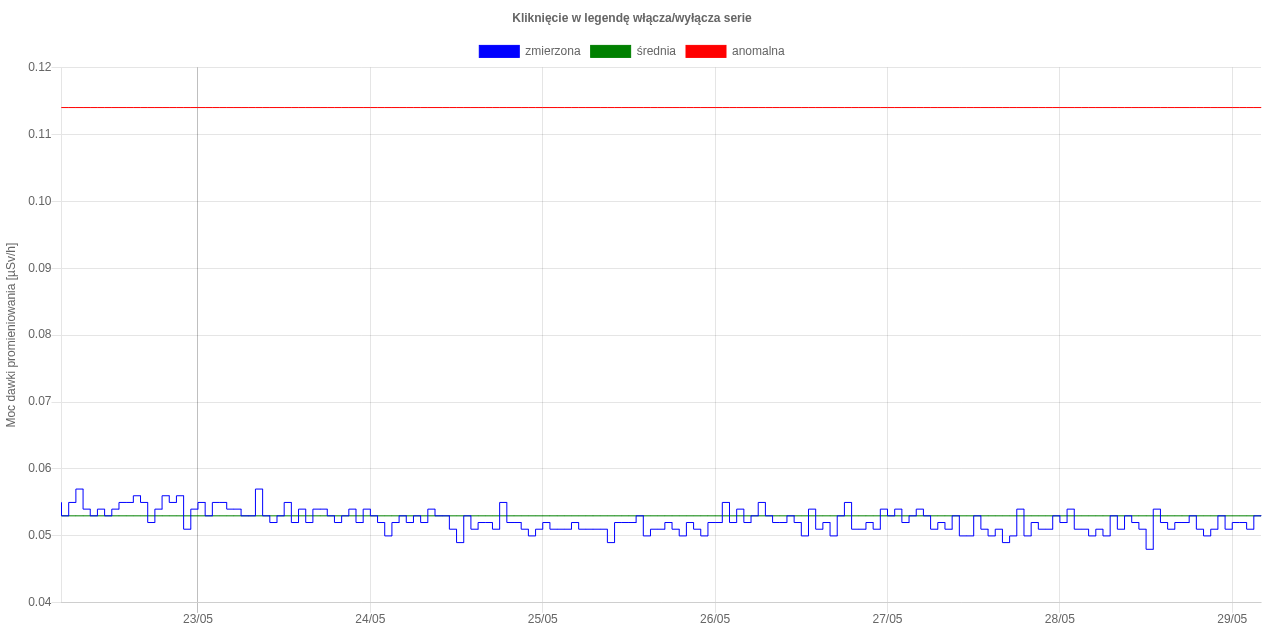 Kliknięcie w legendę włącza/wyłącza serie
zmierzona średnia anomalna
Moc dawki promieniowania [µSv/h]
0.12
0.11
0.10
0.09
0.08
0.07
0.06
0.05
0.04
23/05 24/05 25/05 26/05 27/05 28/05 29/05